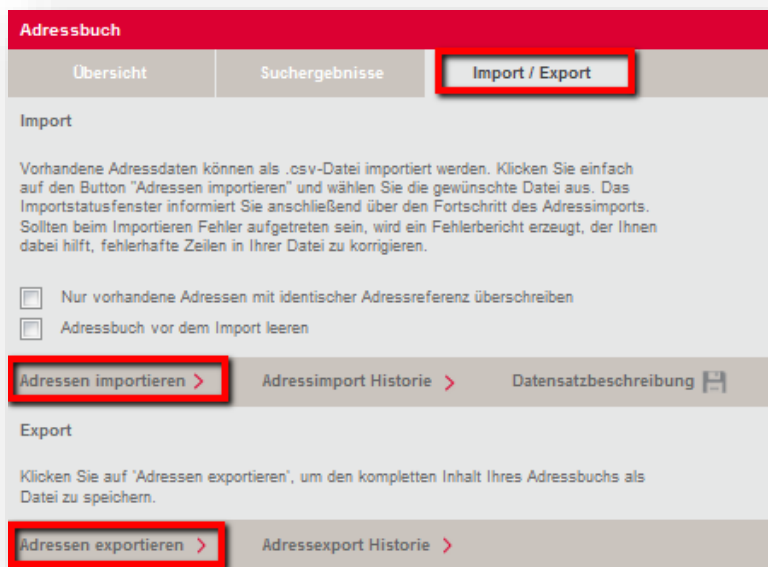 Adressbuch
Übersicht Suchergebnisse Import / Export
Import
Vorhandene Adressdaten können als .csv-Datei importiert werden. Klicken Sie einfach
auf den Button "Adressen importieren" und wählen Sie die gewünschte Datei aus. Das
Importstatusfenster informiert Sie anschließend über den Fortschritt des Adressimports.
Sollten beim Importieren Fehler aufgetreten sein, wird ein Fehlerbericht erzeugt, der Ihnen
dabei hilft, fehlerhafte Zeilen in Ihrer Datei zu korrigieren.
Nur vorhandene Adressen mit identischer Adressreferenz überschreiben
Adressbuch vor dem Import leeren
Adressen importieren Adressimport Historie Datensatzbeschreibung
Export
Klicken Sie auf 'Adressen exportieren', um den kompletten Inhalt Ihres Adressbuchs als
Datei zu speichern.
Adressen exportieren Adressexport Historie